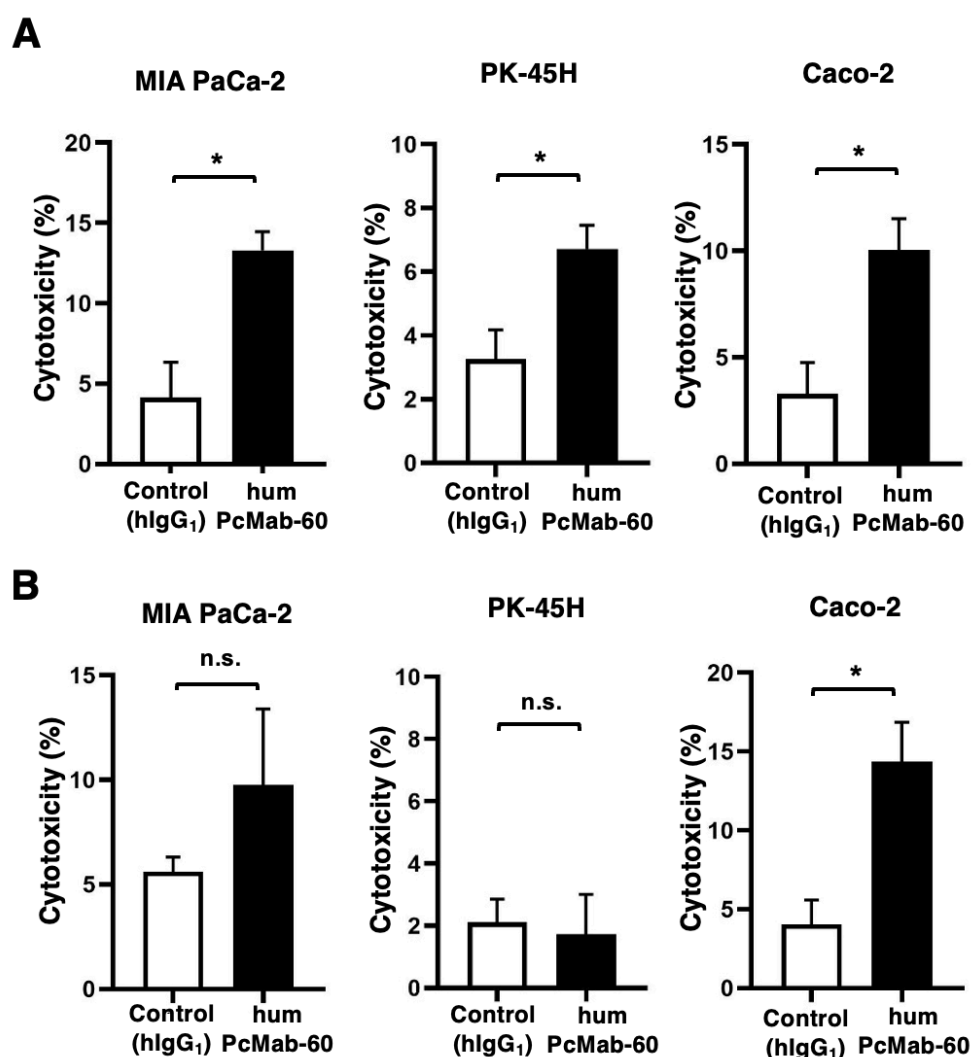 A
MIA PaCa-2
*
Cytotoxicity (%)
20
15
10
5
0
Control
(hIgG₁)
hum
PcMab-60
PK-45H
*
Cytotoxicity (%)
10
8
6
4
2
0
Control
(hIgG₁)
hum
PcMab-60
Caco-2
*
Cytotoxicity (%)
15
10
5
0
Control
(hIgG₁)
hum
PcMab-60
B
MIA PaCa-2
n.s.
Cytotoxicity (%)
15
10
5
0
Control
(hIgG₁)
hum
PcMab-60
PK-45H
n.s.
Cytotoxicity (%)
10
8
6
4
2
0
Control
(hIgG₁)
hum
PcMab-60
Caco-2
*
Cytotoxicity (%)
20
15
10
5
0
Control
(hIgG₁)
hum
PcMab-60